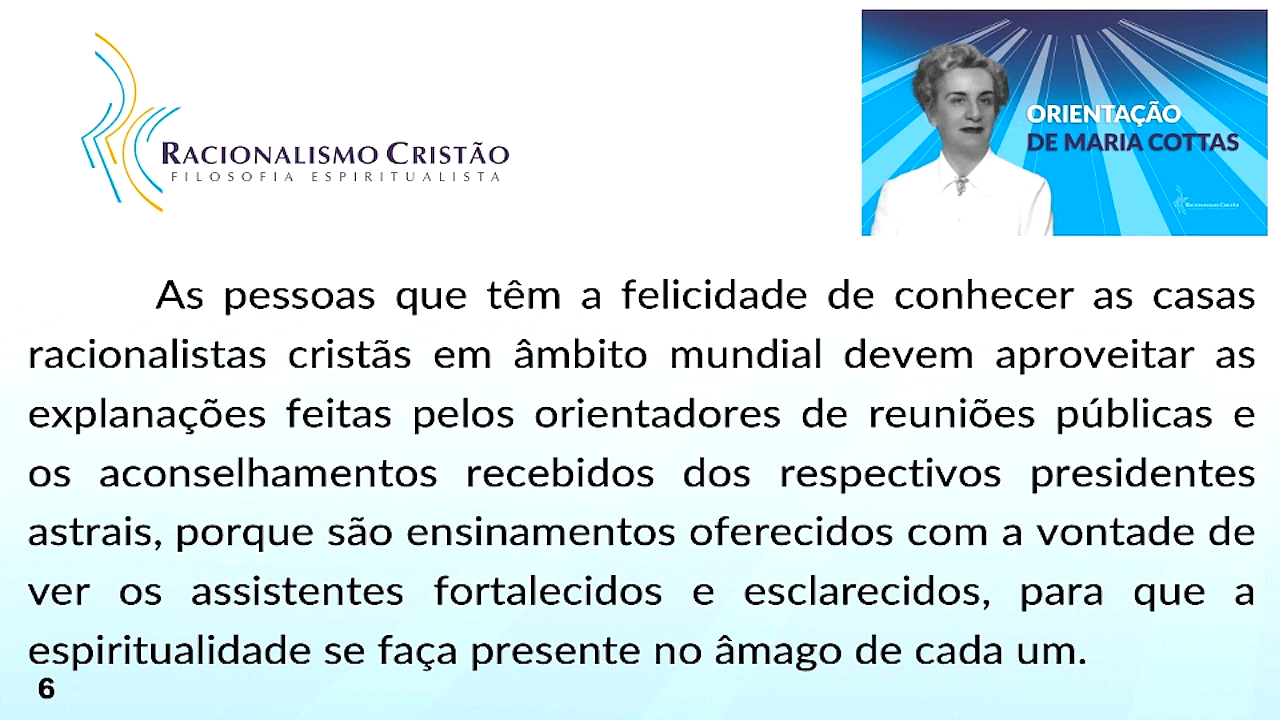 RACIONALISMO CRISTÃO
FILOSOFIA ESPIRITUALISTA
ORIENTAÇÃO
DE MARIA COTTAS
RACIONALISMO CRISTÃO
As pessoas que têm a felicidade de conhecer as casas
racionalistas cristãs em âmbito mundial devem aproveitar as
explanações feitas pelos orientadores de reuniões públicas e
os aconselhamentos recebidos dos respectivos presidentes
astrais, porque são ensinamentos oferecidos com a vontade de
ver os assistentes fortalecidos e esclarecidos, para que a
espiritualidade se faça presente no âmago de cada um.
6